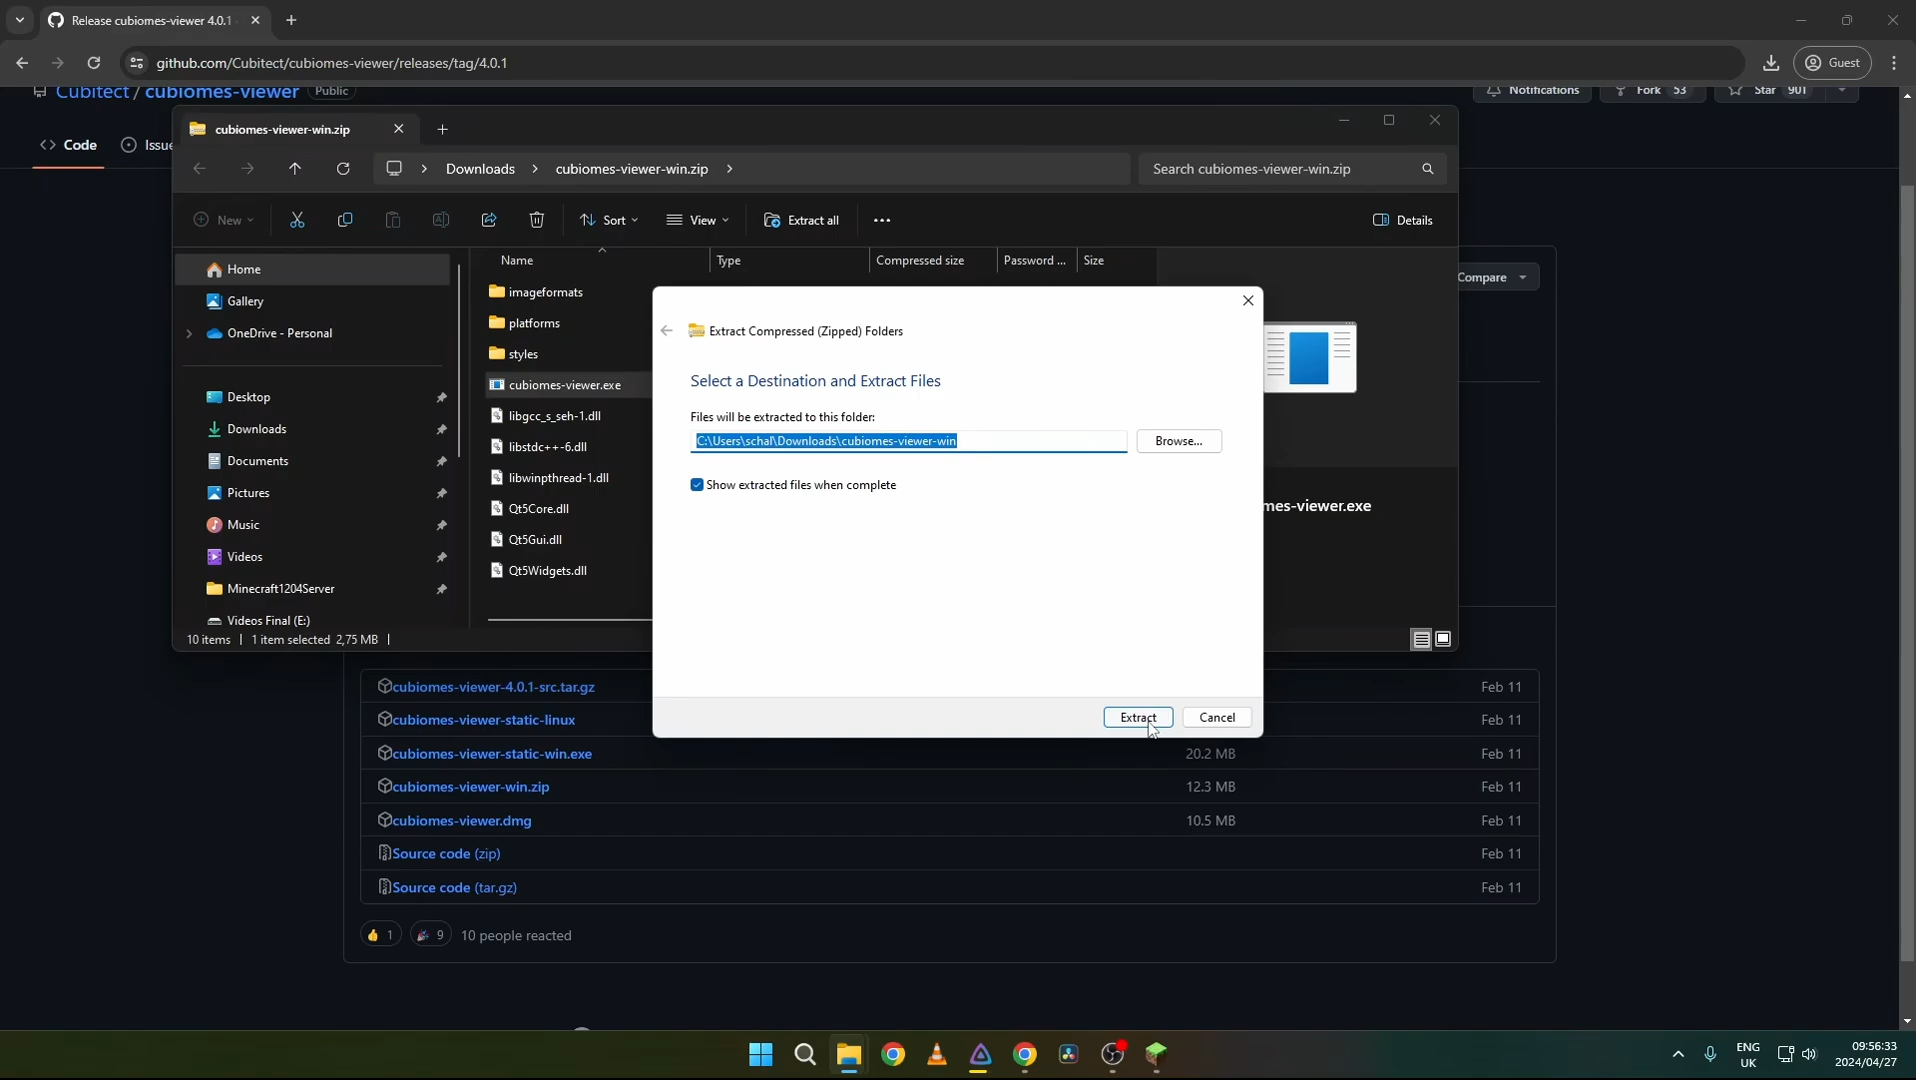 Release cubiomes-viewer 4.0.1
github.com/Cubitect/cubiomes-viewer/releases/tag/4.0.1
Guest
Cubitect / cubiomes-viewer Public
Notifications
Fork 53
Star 901
Code
Issue
cubiomes-viewer-win.zip
Downloads > cubiomes-viewer-win.zip >
Search cubiomes-viewer-win.zip
New
Sort
View
Extract all
Details
Home
Gallery
OneDrive - Personal
Desktop
Downloads
Documents
Pictures
Music
Videos
Minecraft1204Server
Videos Final (E:)
Name
Type
Compressed size
Password ...
Size
imageformats
platforms
styles
cubiomes-viewer.exe
libgcc_s_seh-1.dll
libstdc++-6.dll
libwinpthread-1.dll
Qt5Core.dll
Qt5Gui.dll
Qt5Widgets.dll
10 items | 1 item selected 2,75 MB |
Compare
mes-viewer.exe
Extract Compressed (Zipped) Folders
Select a Destination and Extract Files
Files will be extracted to this folder:
C:\Users\schal\Downloads\cubiomes-viewer-win
Browse...
Show extracted files when complete
Extract
Cancel
cubiomes-viewer-4.0.1-src.tar.gz Feb 11
cubiomes-viewer-static-linux Feb 11
cubiomes-viewer-static-win.exe 20.2 MB Feb 11
cubiomes-viewer-win.zip 12.3 MB Feb 11
cubiomes-viewer.dmg 10.5 MB Feb 11
Source code (zip) Feb 11
Source code (tar.gz) Feb 11
👍 1 🎉 9 10 people reacted
ENG
UK
09:56:33
2024/04/27